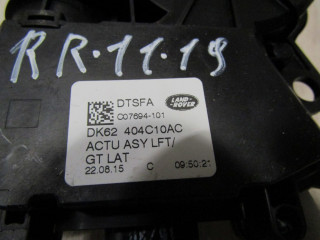 RR.11.19
DTSFA
LAND-
ROVER
C07694-101
DK62 404C10AC
ACTU ASY LFT/
GT LAT
22.08.15 C 09:50:21